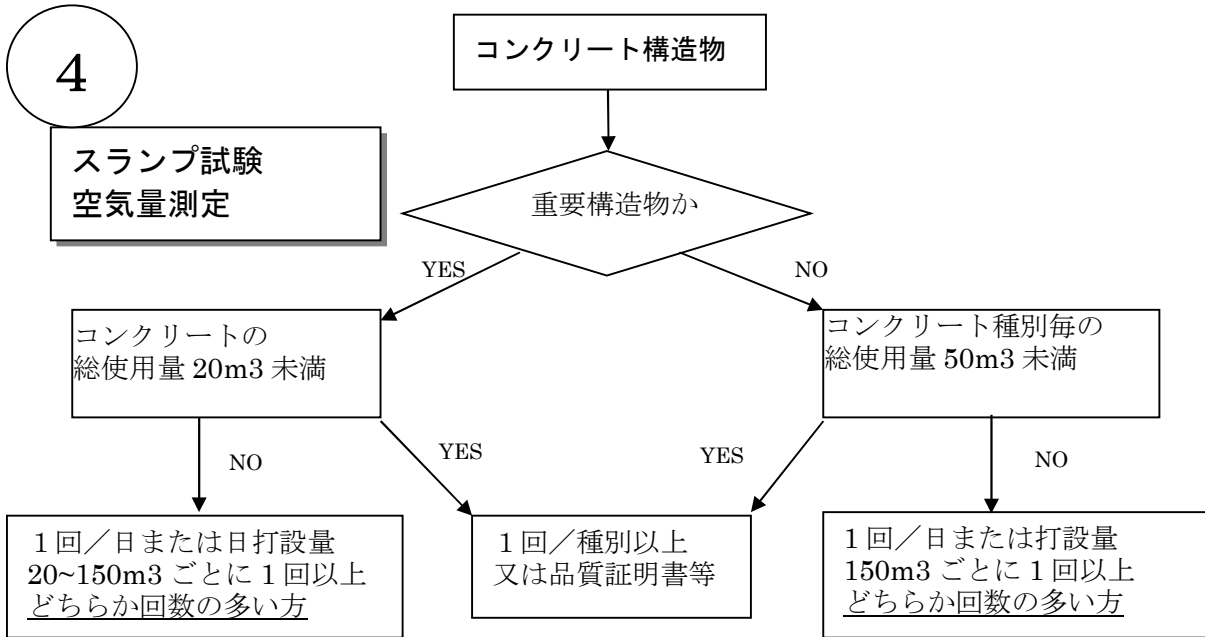 4
スランプ試験
空気量測定
コンクリート構造物
重要構造物か
YES
NO
コンクリートの
総使用量 20m3 未満
コンクリート種別毎の
総使用量 50m3 未満
NO
YES
YES
NO
1回／日または日打設量
20~150m3 ごとに 1 回以上
どちらか回数の多い方
1回／種別以上
又は品質証明書等
1回／日または打設量
150m3 ごとに 1 回以上
どちらか回数の多い方